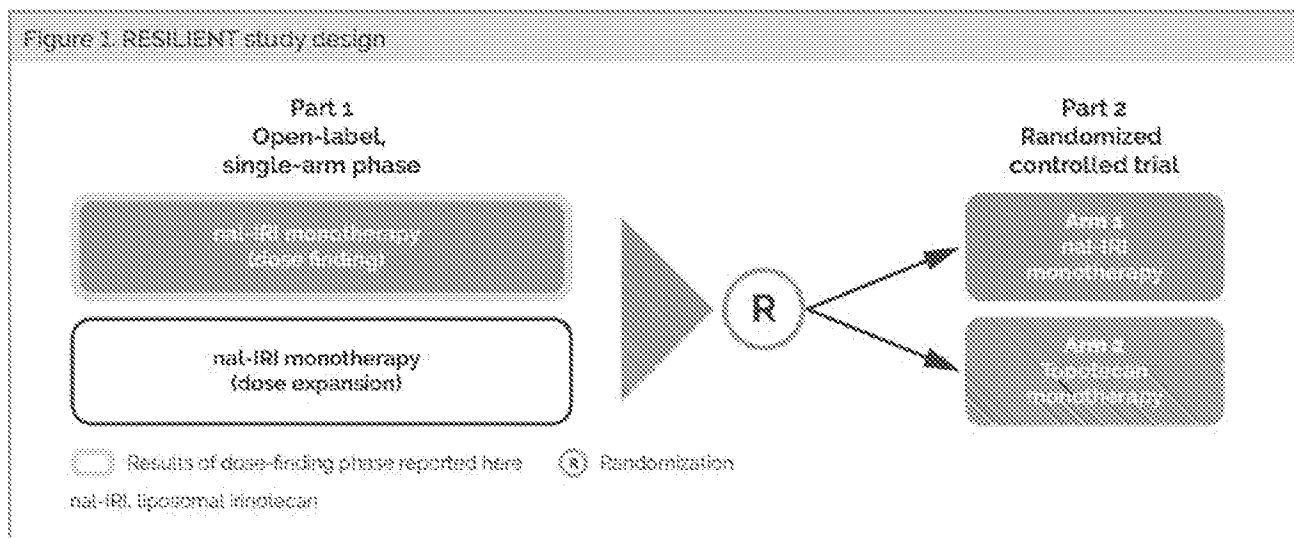 Figure 1. RESILIENT study design
Part 1
Open-label,
single-arm phase
nal-IRI monotherapy
(dose finding)
nal-IRI monotherapy
(dose expansion)
R
Part 2
Randomized
controlled trial
Arm 1
nal-IRI
monotherapy
Arm 2
Topotecan
monotherapy
Results of dose-finding phase reported here
R Randomization
nal-IRI, liposomal irinotecan